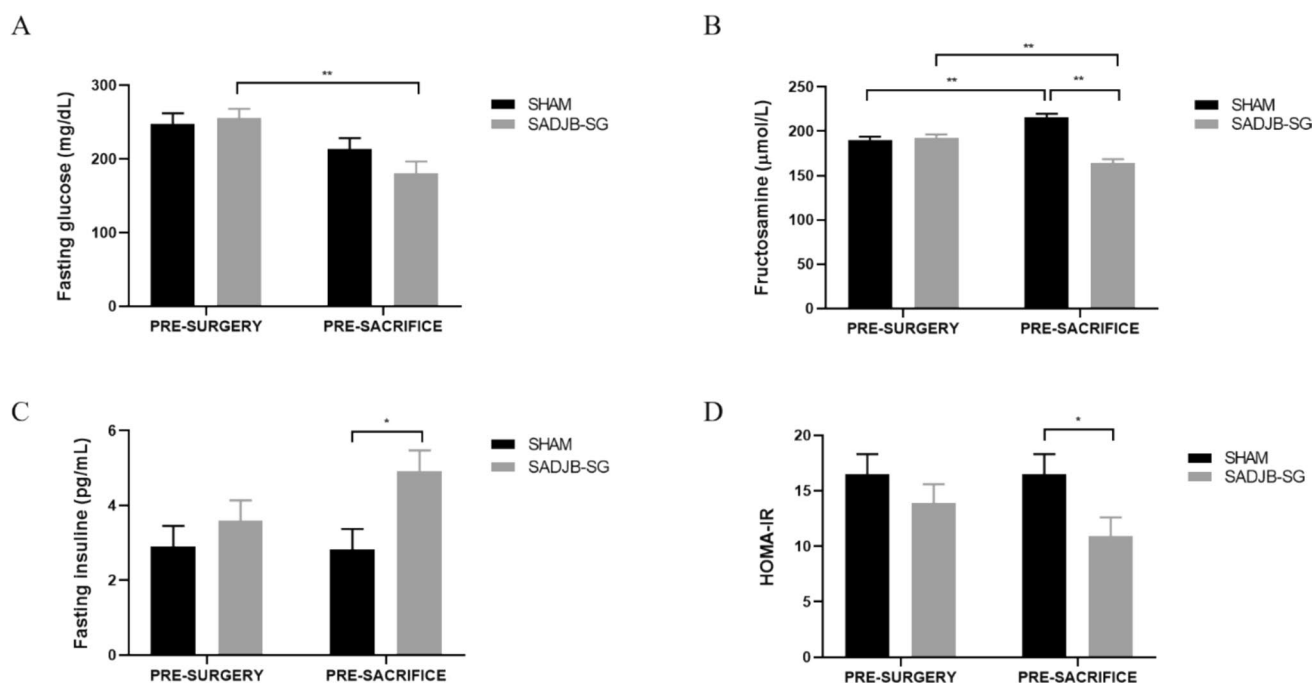 A
Fasting glucose (mg/dL)
300
200
100
0
**
PRE-SURGERY
PRE-SACRIFICE
SHAM
SADJB-SG
B
Fructosamine (μmol/L)
250
200
150
100
50
0
**
**
**
PRE-SURGERY
PRE-SACRIFICE
SHAM
SADJB-SG
C
Fasting insuline (pg/mL)
6
4
2
0
*
PRE-SURGERY
PRE-SACRIFICE
SHAM
SADJB-SG
D
HOMA-IR
20
15
10
5
0
*
PRE-SURGERY
PRE-SACRIFICE
SHAM
SADJB-SG